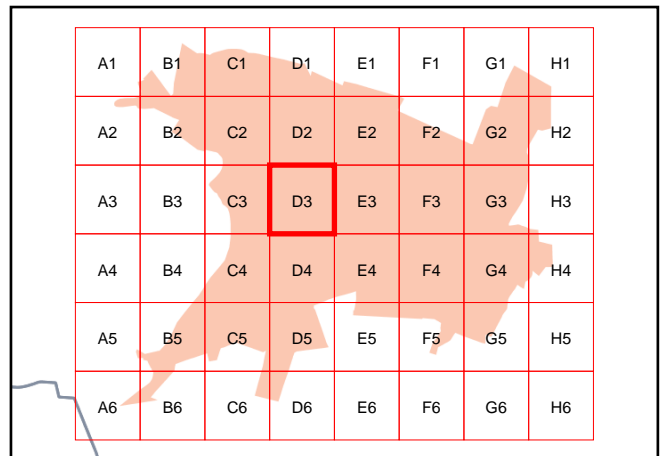 A1 B1 C1 D1 E1 F1 G1 H1
A2 B2 C2 D2 E2 F2 G2 H2
A3 B3 C3 D3 E3 F3 G3 H3
A4 B4 C4 D4 E4 F4 G4 H4
A5 B5 C5 D5 E5 F5 G5 H5
A6 B6 C6 D6 E6 F6 G6 H6